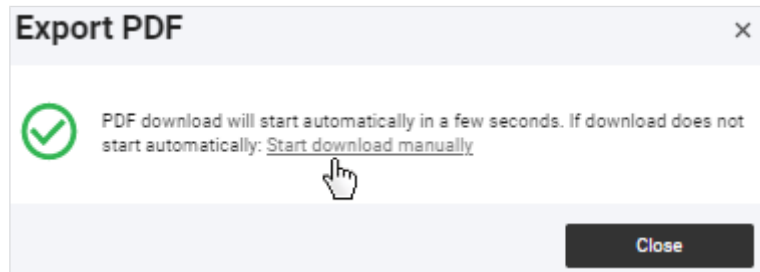 Export PDF
PDF download will start automatically in a few seconds. If download does not
start automatically: Start download manually
Close